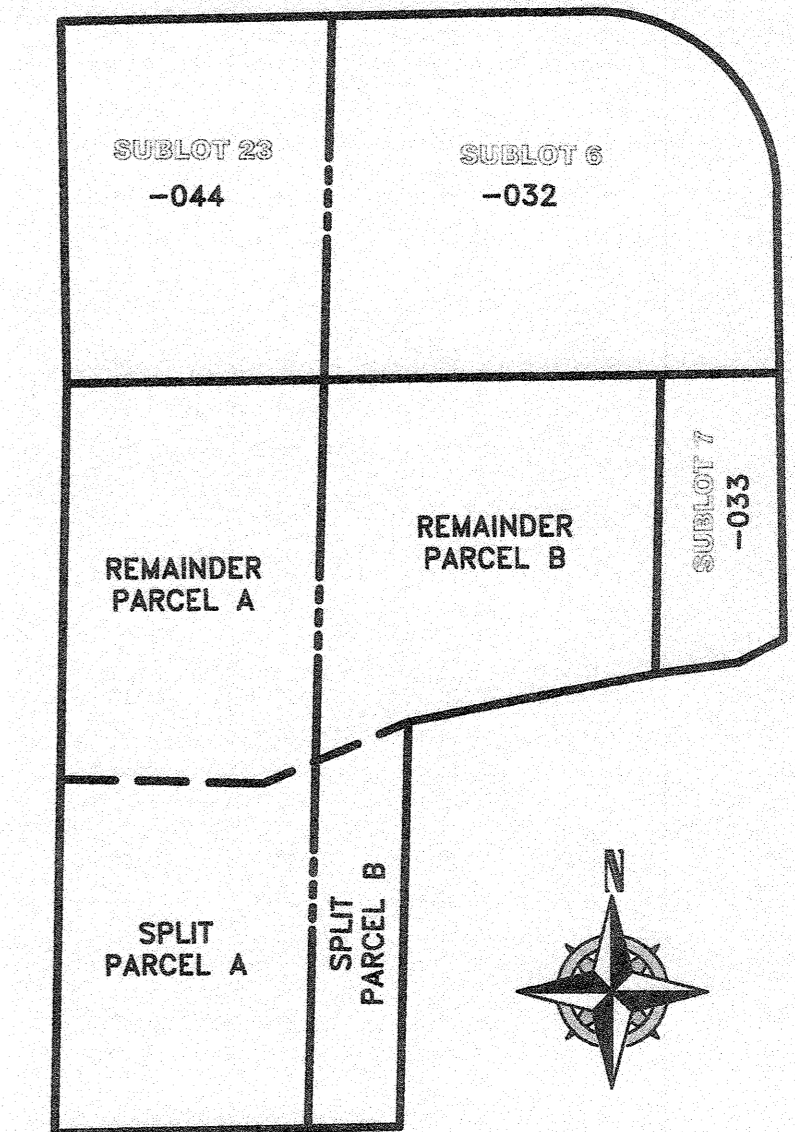 SUBLOT 23
-044
SUBLOT 6
-032
REMAINDER
PARCEL A
REMAINDER
PARCEL B
SUBLOT 7
-033
SPLIT
PARCEL A
SPLIT
PARCEL B
N